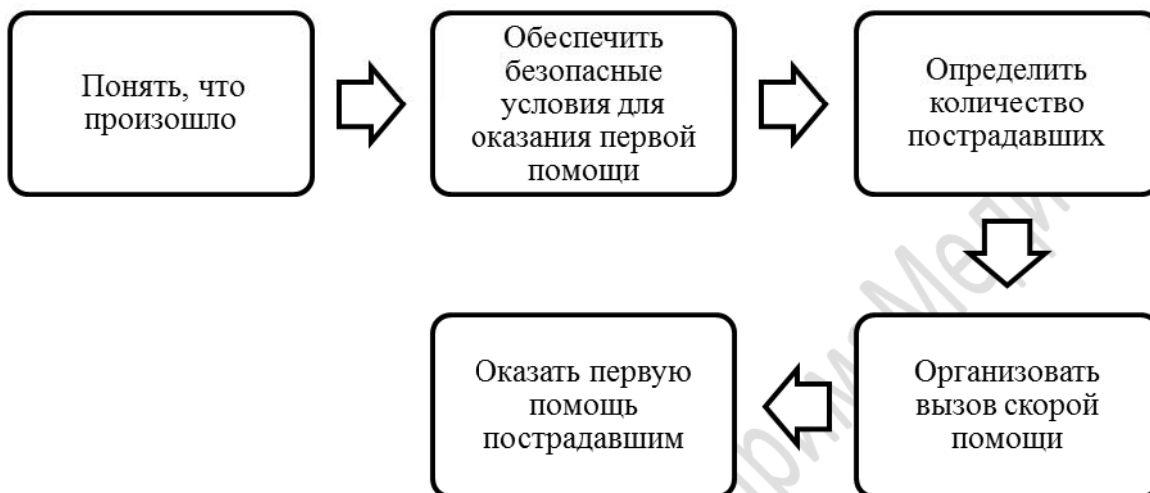 Понять, что
произошло
Обеспечить
безопасные
условия для
оказания первой
помощи
Определить
количество
пострадавших
Организовать
вызов скорой
помощи
Оказать первую
помощь
пострадавшим